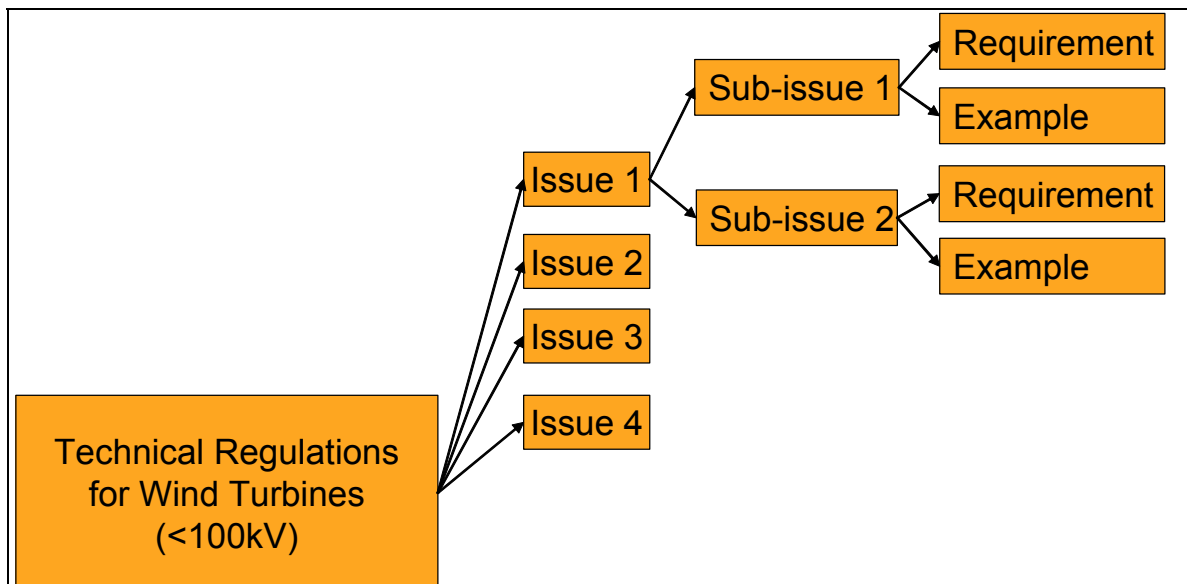 Requirement
Sub-issue 1
Example
Issue 1
Requirement
Sub-issue 2
Example
Issue 2
Issue 3
Issue 4
Technical Regulations
for Wind Turbines
(<100kV)